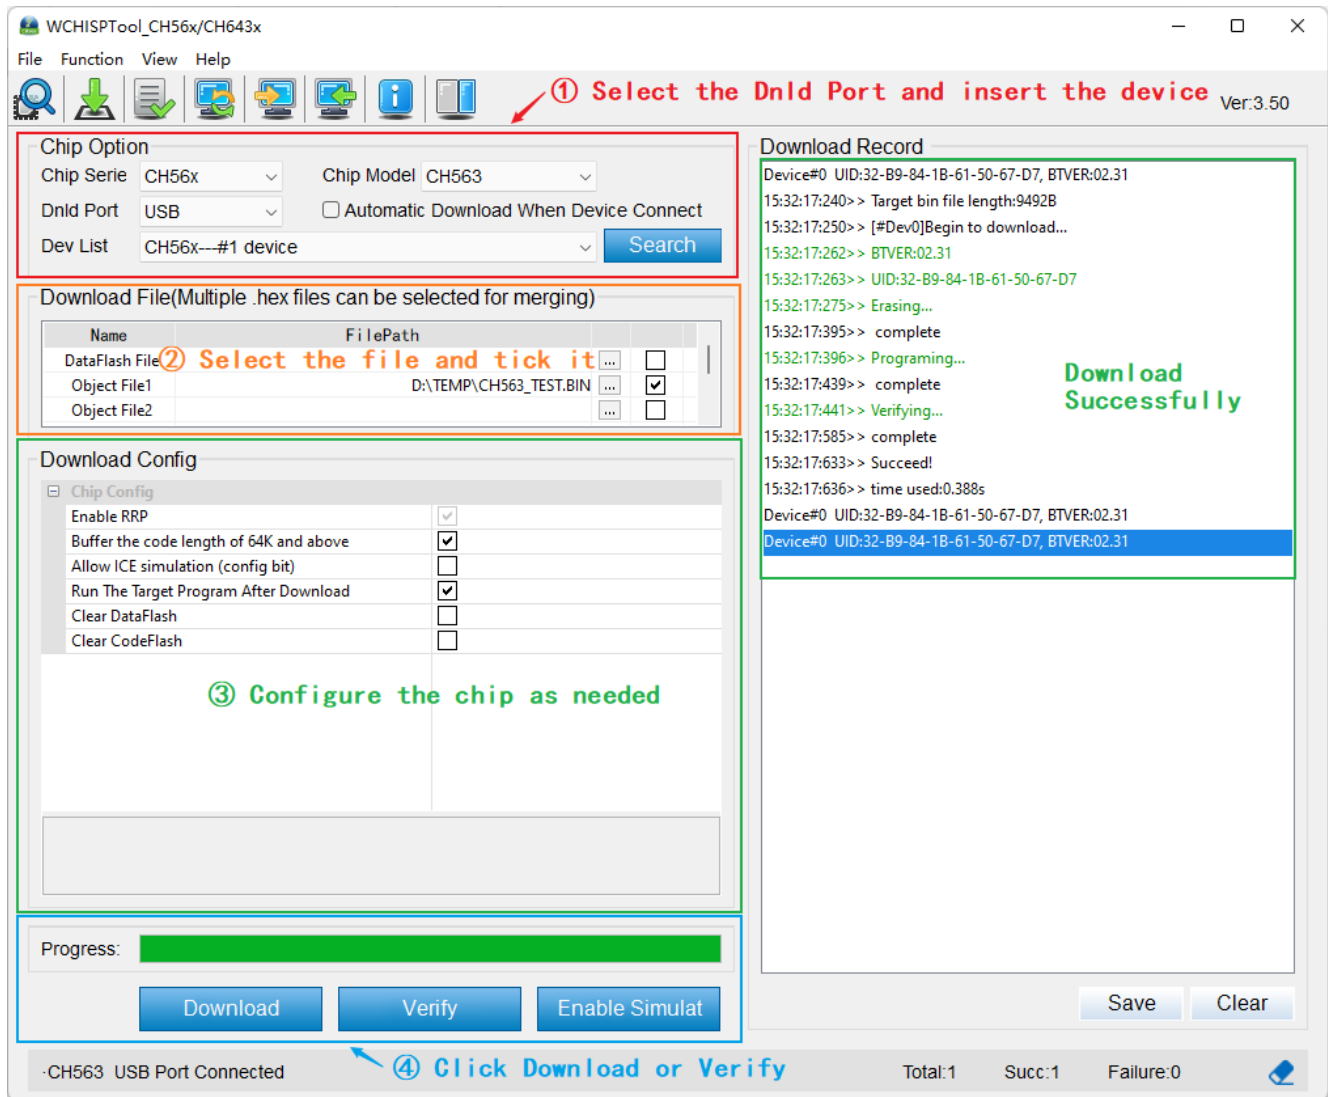 WCHISPTool_CH56x/CH643x
File Function View Help
① Select the Dnld Port and insert the device
Ver:3.50
Chip Option
Chip Serie CH56x Chip Model CH563
Dnld Port USB Automatic Download When Device Connect
Dev List CH56x---#1 device Search
Download File(Multiple .hex files can be selected for merging)
Name FilePath
DataFlash File ② Select the file and tick it ...
Object File1 D:\TEMP\CH563_TEST.BIN ...
Object File2 ...
Download Config
Chip Config
Enable RRP
Buffer the code length of 64K and above
Allow ICE simulation (config bit)
Run The Target Program After Download
Clear DataFlash
Clear CodeFlash
③ Configure the chip as needed
Progress:
Download Verify Enable Simulat
④ Click Download or Verify
Download Record
Device#0 UID:32-B9-84-1B-61-50-67-D7, BTVER:02.31
15:32:17:240>> Target bin file length:9492B
15:32:17:250>> [#Dev0]Begin to download...
15:32:17:262>> BTVER:02.31
15:32:17:263>> UID:32-B9-84-1B-61-50-67-D7
15:32:17:275>> Erasing...
15:32:17:395>> complete
15:32:17:396>> Programing...
15:32:17:439>> complete
15:32:17:441>> Verifying...
15:32:17:585>> complete
15:32:17:633>> Succeed!
15:32:17:636>> time used:0.388s
Device#0 UID:32-B9-84-1B-61-50-67-D7, BTVER:02.31
Device#0 UID:32-B9-84-1B-61-50-67-D7, BTVER:02.31
Download
Successfully
Save Clear
·CH563 USB Port Connected Total:1 Succ:1 Failure:0